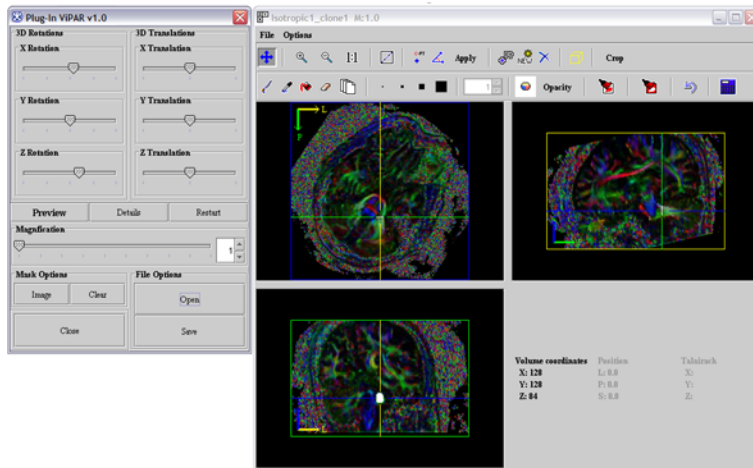 Plug-In ViPAR v1.0
3D Rotations
3D Translations
X Rotation
X Translation
Y Rotation
Y Translation
Z Rotation
Z Translation
Preview
Details
Restart
Magnification
1
Mask Options
File Options
Image
Clear
Open
Close
Save
Isotropic1_clone1 M:1.0
File Options
1:1
Apply
NEW
Crop
1
Opacity
L
P
L
Volume coordinates Position Talairach
X: 128 L: 0.0 X:
Y: 128 P: 0.0 Y:
Z: 84 S: 0.0 Z: